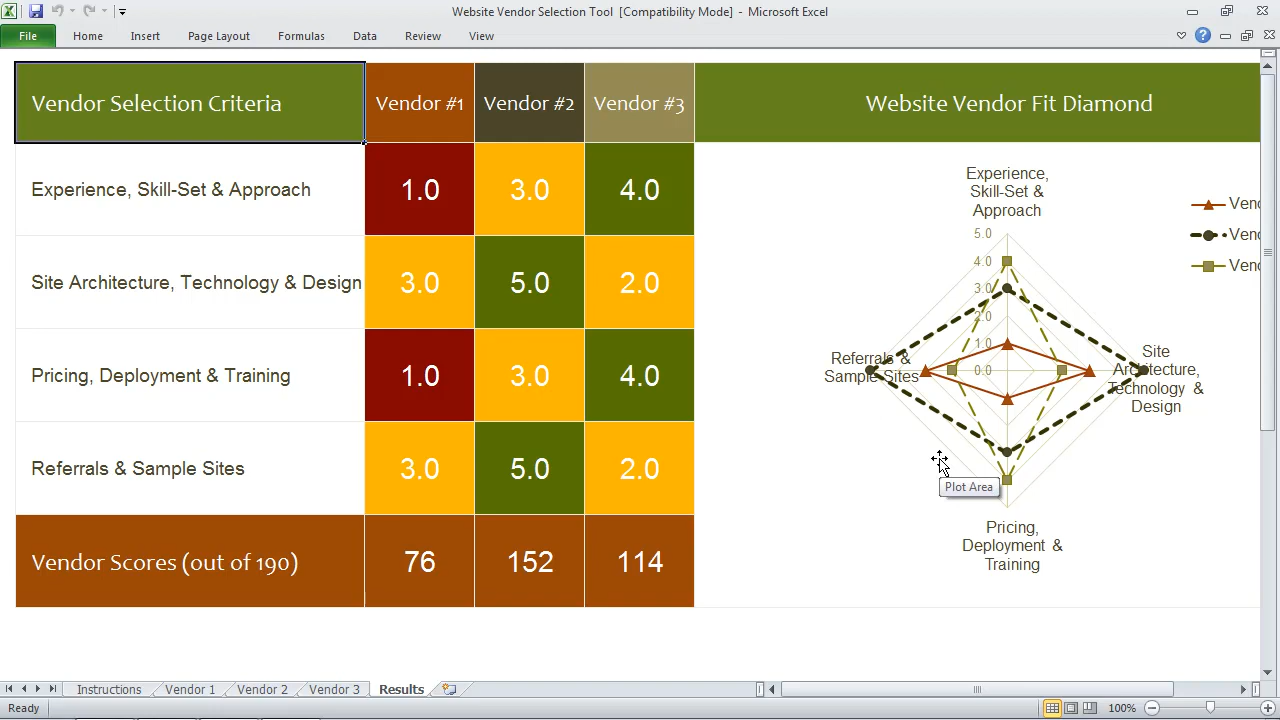 Website Vendor Selection Tool [Compatibility Mode] - Microsoft Excel
File Home Insert Page Layout Formulas Data Review View
Vendor Selection Criteria Vendor #1 Vendor #2 Vendor #3 Website Vendor Fit Diamond
Experience, Skill-Set & Approach 1.0 3.0 4.0
Site Architecture, Technology & Design 3.0 5.0 2.0
Pricing, Deployment & Training 1.0 3.0 4.0
Referrals & Sample Sites 3.0 5.0 2.0
Vendor Scores (out of 190) 76 152 114
Experience,
Skill-Set &
Approach
5.0
4.0
3.0
2.0
1.0
0.0
Referrals &
Sample Sites
Site
Architecture,
Technology &
Design
Pricing,
Deployment &
Training
Vend
Vend
Vend
Plot Area
Instructions Vendor 1 Vendor 2 Vendor 3 Results
Ready 100%